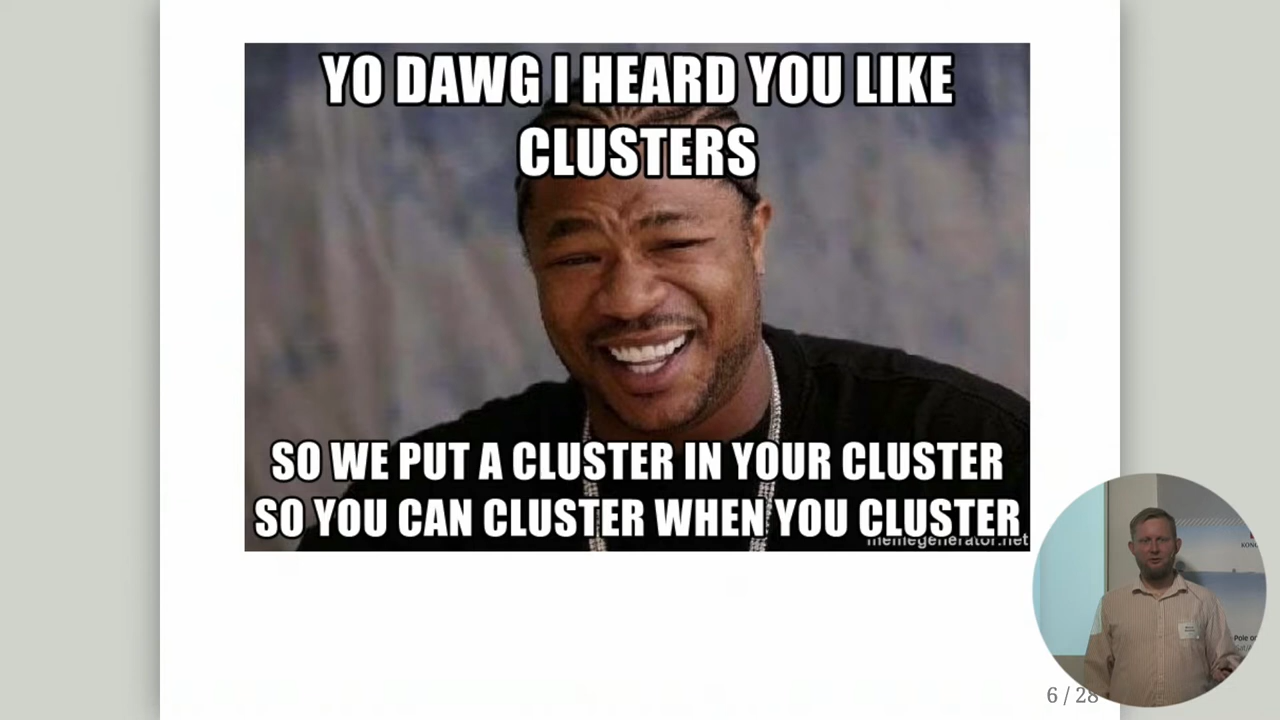 YO DAWG I HEARD YOU LIKE
CLUSTERS
SO WE PUT A CLUSTER IN YOUR CLUSTER
SO YOU CAN CLUSTER WHEN YOU CLUSTER
memegenerator.net
6 / 28